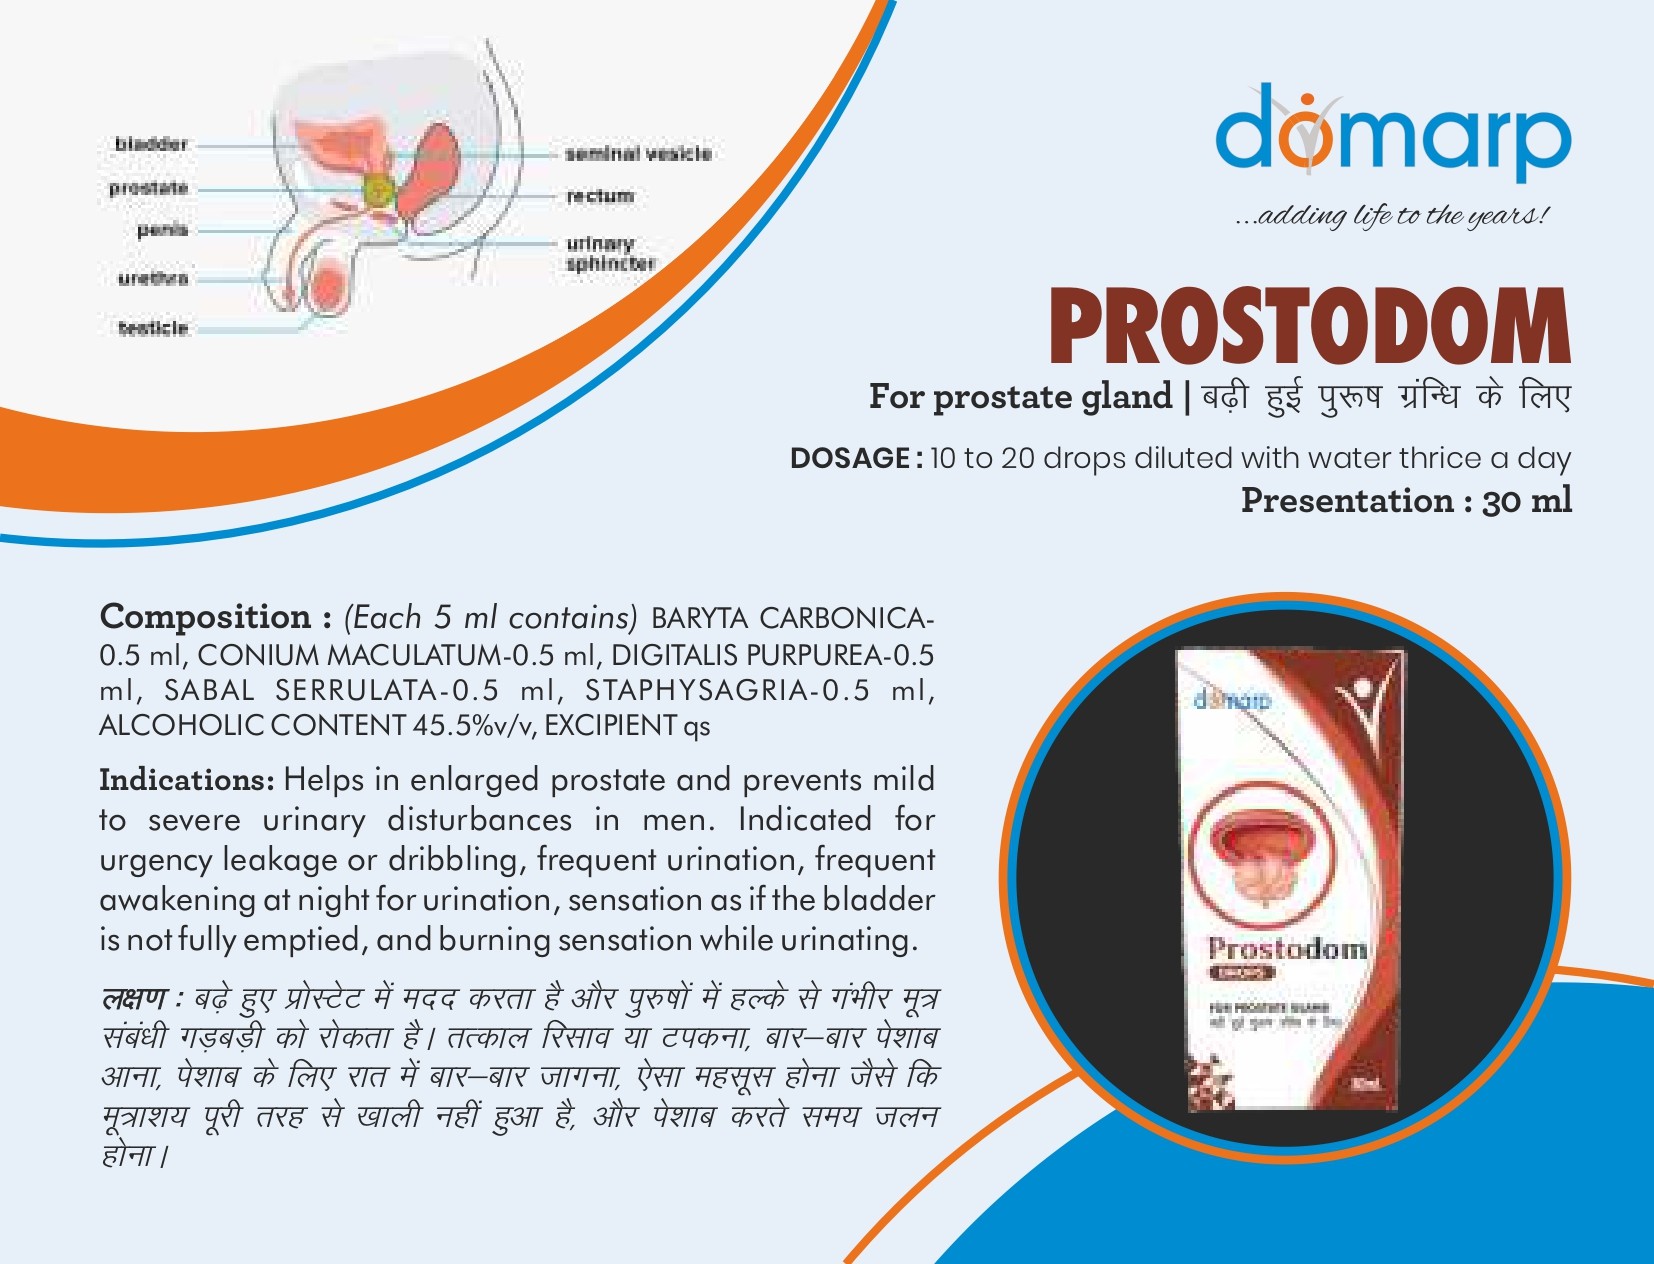 bladder
prostate
penis
urethra
testicle
seminal vesicle
rectum
urinary
sphincter
domarp
...adding life to the years!
PROSTODOM
For prostate gland | बढ़ी हुई पुरूष ग्रंन्धि के लिए
DOSAGE : 10 to 20 drops diluted with water thrice a day
Presentation : 30 ml
Composition : (Each 5 ml contains) BARYTA CARBONICA-
0.5 ml, CONIUM MACULATUM-0.5 ml, DIGITALIS PURPUREA-0.5
ml, SABAL SERRULATA-0.5 ml, STAPHYSAGRIA-0.5 ml,
ALCOHOLIC CONTENT 45.5%v/v, EXCIPIENT qs
Indications: Helps in enlarged prostate and prevents mild
to severe urinary disturbances in men. Indicated for
urgency leakage or dribbling, frequent urination, frequent
awakening at night for urination, sensation as if the bladder
is not fully emptied, and burning sensation while urinating.
लक्षण : बढ़े हुए प्रोस्टेट में मदद करता है और पुरुषों में हल्के से गंभीर मूत्र
संबंधी गड़बड़ी को रोकता है। तत्काल रिसाव या टपकना, बार–बार पेशाब
आना, पेशाब के लिए रात में बार–बार जागना, ऐसा महसूस होना जैसे कि
मूत्राशय पूरी तरह से खाली नहीं हुआ है, और पेशाब करते समय जलन
होना।
domarp
Prostodom
DROPS
FOR PROSTATE GLAND